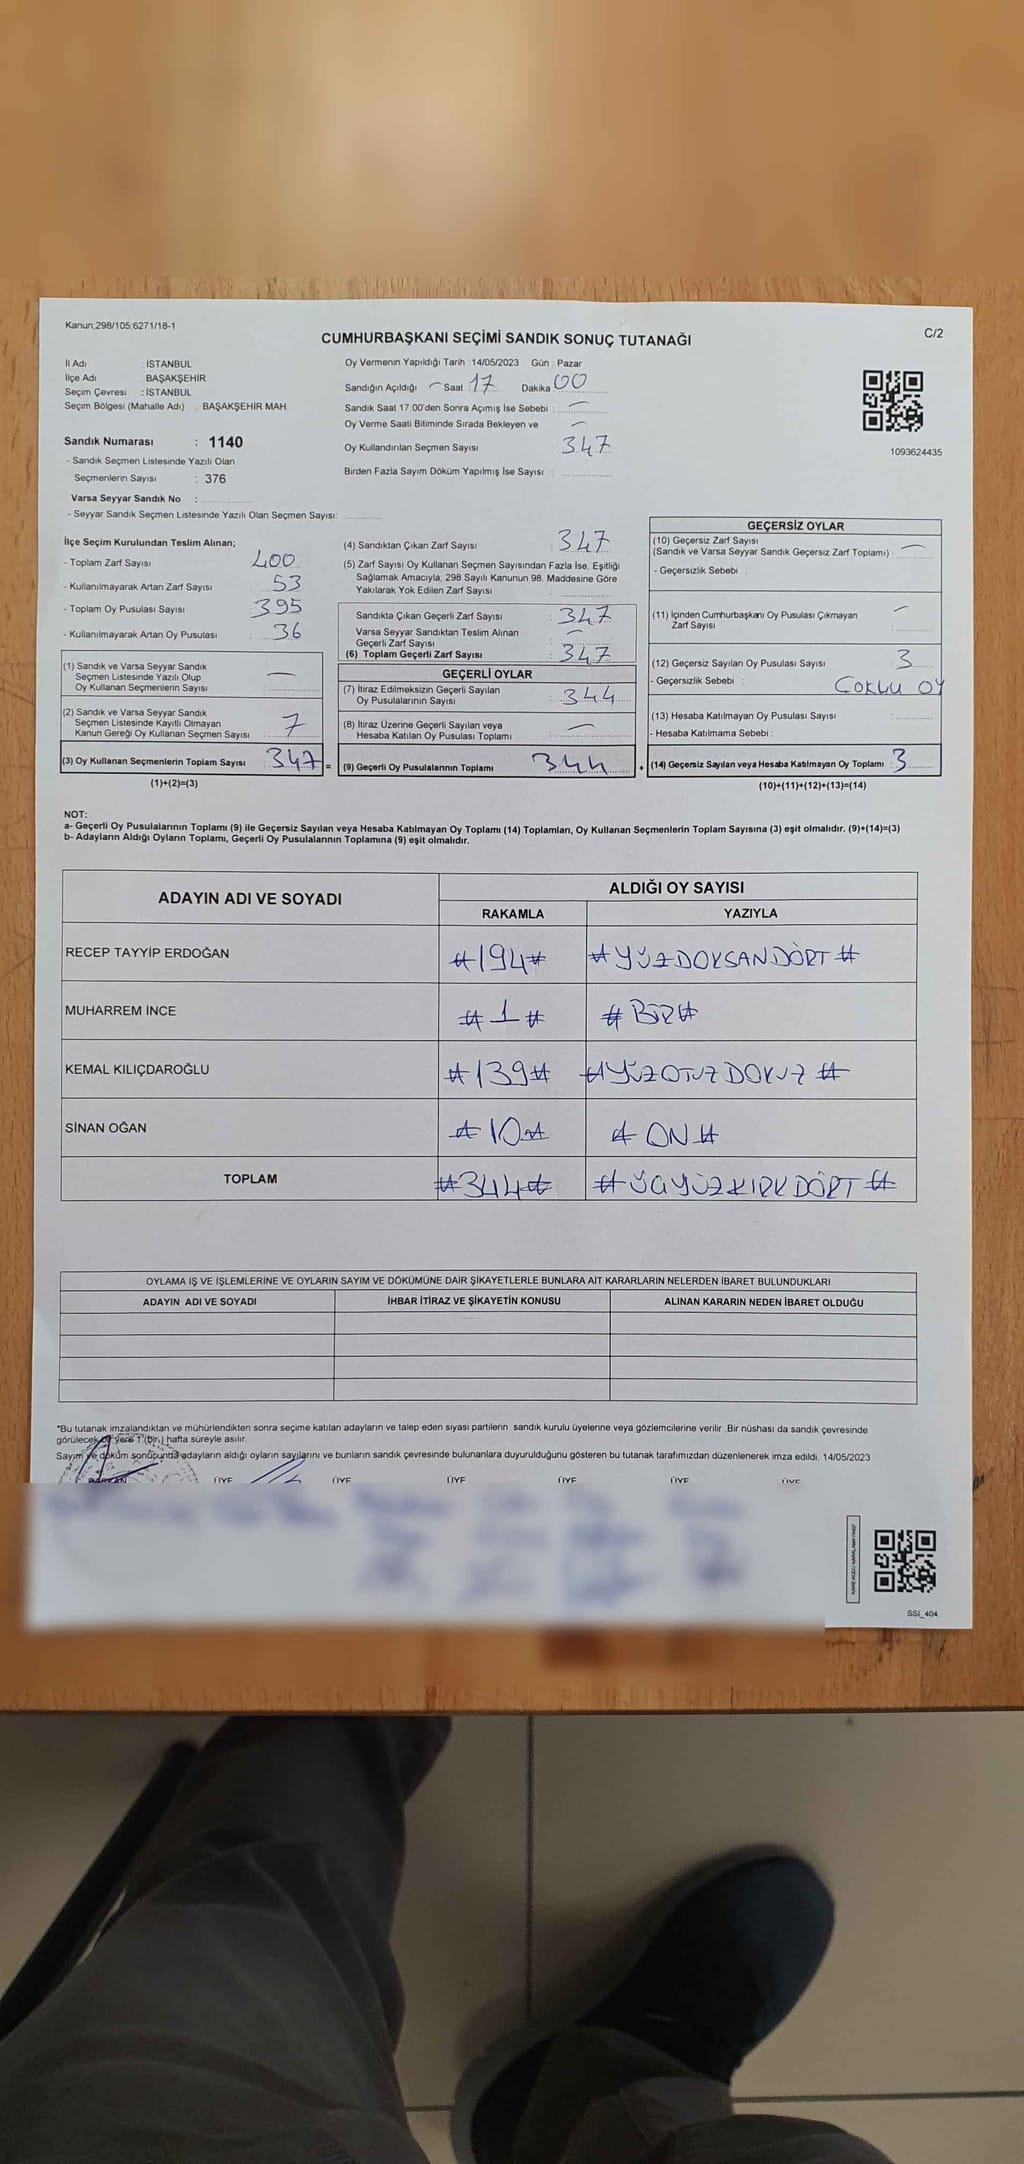 Kanun;298/105;6271/18-1
C/2
CUMHURBAŞKANI SEÇİMİ SANDIK SONUÇ TUTANAĞI
İl Adı : İSTANBUL
İlçe Adı : BAŞAKŞEHİR
Seçim Çevresi : İSTANBUL
Seçim Bölgesi (Mahalle Adı) : BAŞAKŞEHİR MAH.
Sandık Numarası : 1140
- Sandık Seçmen Listesinde Yazılı Olan
Seçmenlerin Sayısı : 376
Varsa Seyyar Sandık No :
- Seyyar Sandık Seçmen Listesinde Yazılı Olan Seçmen Sayısı:
Oy Vermenin Yapıldığı Tarih : 14/05/2023 Gün : Pazar
Sandığın Açıldığı – Saat : 17 Dakika 00
Sandık Saat 17:00'den Sonra Açımış İse Sebebi : –
Oy Verme Saati Bitiminde Sırada Bekleyen ve –
Oy Kullandırılan Seçmen Sayısı : 347
Birden Fazla Sayım Döküm Yapılmış İse Sayısı :
1093624435
İlçe Seçim Kurulundan Teslim Alınan;
- Toplam Zarf Sayısı : 400
- Kullanılmayarak Artan Zarf Sayısı : 53
- Toplam Oy Pusulası Sayısı : 395
- Kullanılmayarak Artan Oy Pusulası : 36
(1) Sandık ve Varsa Seyyar Sandık
Seçmen Listesinde Yazılı Olup
Oy Kullanan Seçmenlerin Sayısı : –
(2) Sandık ve Varsa Seyyar Sandık
Seçmen Listesinde Kayıtlı Olmayan
Kanun Gereği Oy Kullanan Seçmen Sayısı : 7
(3) Oy Kullanan Seçmenlerin Toplam Sayısı : 347 =
(1)+(2)=(3)
(4) Sandıktan Çıkan Zarf Sayısı : 347
(5) Zarf Sayısı Oy Kullanan Seçmen Sayısından Fazla İse, Eşitliği
Sağlamak Amacıyla; 298 Sayılı Kanunun 98. Maddesine Göre
Yakılarak Yok Edilen Zarf Sayısı :
Sandıkta Çıkan Geçerli Zarf Sayısı : 347
Varsa Seyyar Sandıktan Teslim Alınan
Geçerli Zarf Sayısı : –
(6) Toplam Geçerli Zarf Sayısı : 347
GEÇERLİ OYLAR
(7) İtiraz Edilmeksizin Geçerli Sayılan
Oy Pusulalarının Sayısı : 344
(8) İtiraz Üzerine Geçerli Sayılan veya
Hesaba Katılan Oy Pusulası Toplamı : –
(9) Geçerli Oy Pusulalarının Toplamı 344 +
GEÇERSİZ OYLAR
(10) Geçersiz Zarf Sayısı
(Sandık ve Varsa Seyyar Sandık Geçersiz Zarf Toplamı) : –
- Geçersizlik Sebebi :
(11) İçinden Cumhurbaşkanı Oy Pusulası Çıkmayan –
Zarf Sayısı :
(12) Geçersiz Sayılan Oy Pusulası Sayısı : 3
- Geçersizlik Sebebi : ÇOKLU OY
(13) Hesaba Katılmayan Oy Pusulası Sayısı :
- Hesaba Katılmama Sebebi :
(14) Geçersiz Sayılan veya Hesaba Katılmayan Oy Toplamı : 3
(10)+(11)+(12)+(13)=(14)
NOT:
a- Geçerli Oy Pusulalarının Toplamı (9) ile Geçersiz Sayılan veya Hesaba Katılmayan Oy Toplamı (14) Toplamları, Oy Kullanan Seçmenlerin Toplam Sayısına (3) eşit olmalıdır. (9)+(14)=(3)
b- Adayların Aldığı Oyların Toplamı, Geçerli Oy Pusulalarının Toplamına (9) eşit olmalıdır.
ADAYIN ADI VE SOYADI ALDIĞI OY SAYISI
RAKAMLA YAZIYLA
RECEP TAYYİP ERDOĞAN #194# #YÜZDOKSANDÖRT#
MUHARREM İNCE #1# #BİR#
KEMAL KILIÇDAROĞLU #139# #YÜZOTUZDOKUZ#
SİNAN OĞAN #10# #ON#
TOPLAM #344# #ÜÇYÜZKIRKDÖRT#
OYLAMA İŞ VE İŞLEMLERİNE VE OYLARIN SAYIM VE DÖKÜMÜNE DAİR ŞİKAYETLERLE BUNLARA AİT KARARLARIN NELERDEN İBARET BULUNDUKLARI
ADAYIN ADI VE SOYADI İHBAR İTİRAZ VE ŞİKAYETİN KONUSU ALINAN KARARIN NEDEN İBARET OLDUĞU
*Bu tutanak imzalandıktan ve mühürlendikten sonra seçime katılan adayların ve talep eden siyasi partilerin sandık kurulu üyelerine veya gözlemcilerine verilir. Bir nüshası da sandık çevresinde
görülecek bir yere 1 (bir) hafta süreyle asılır.
Sayım ve döküm sonucunda adayların aldığı oyların sayılarını ve bunların sandık çevresinde bulunanlara duyurulduğunu gösteren bu tutanak tarafımızdan düzenlenerek imza edildi. 14/05/2023
BAŞKAN ÜYE ÜYE ÜYE ÜYE ÜYE ÜYE
SSI_404